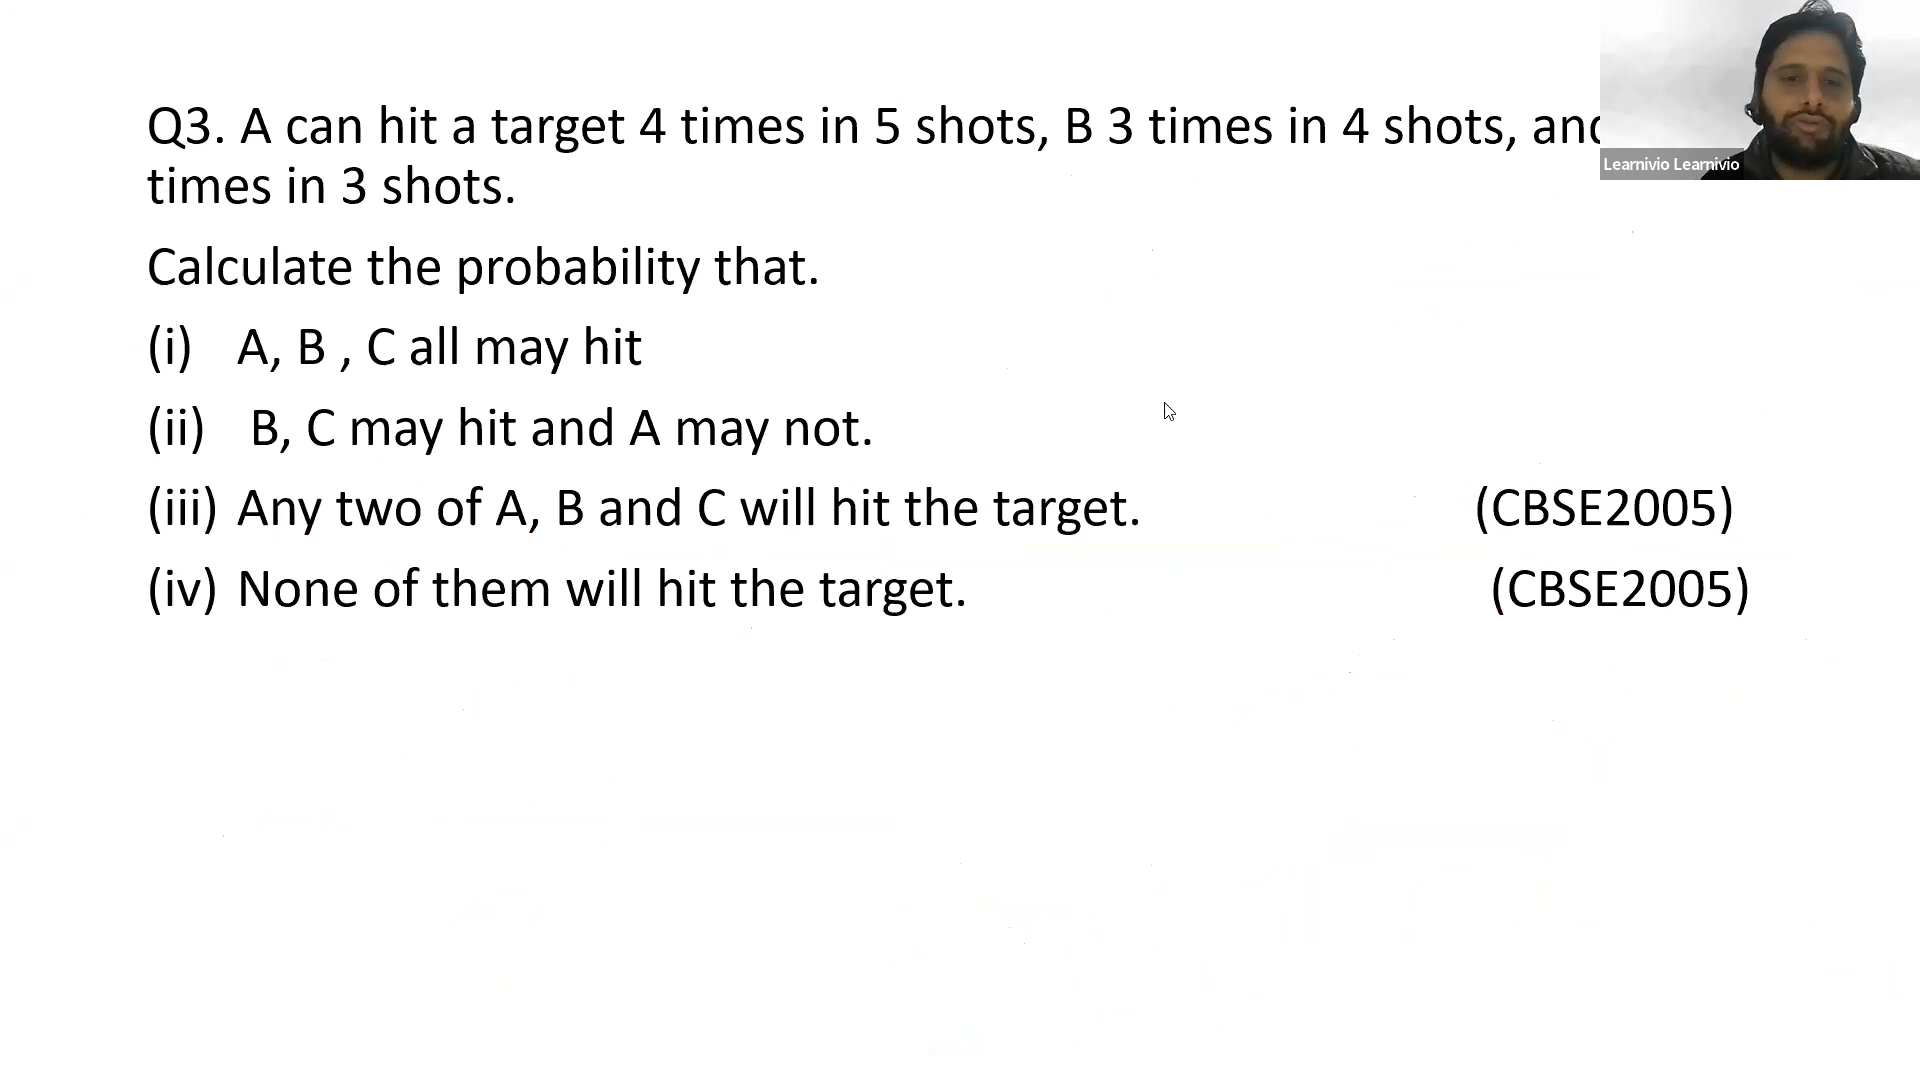 Q3. A can hit a target 4 times in 5 shots, B 3 times in 4 shots, and
Learnivio Learnivio
times in 3 shots.
Calculate the probability that.
(i) A, B , C all may hit
(ii) B, C may hit and A may not.
(iii) Any two of A, B and C will hit the target. (CBSE2005)
(iv) None of them will hit the target. (CBSE2005)